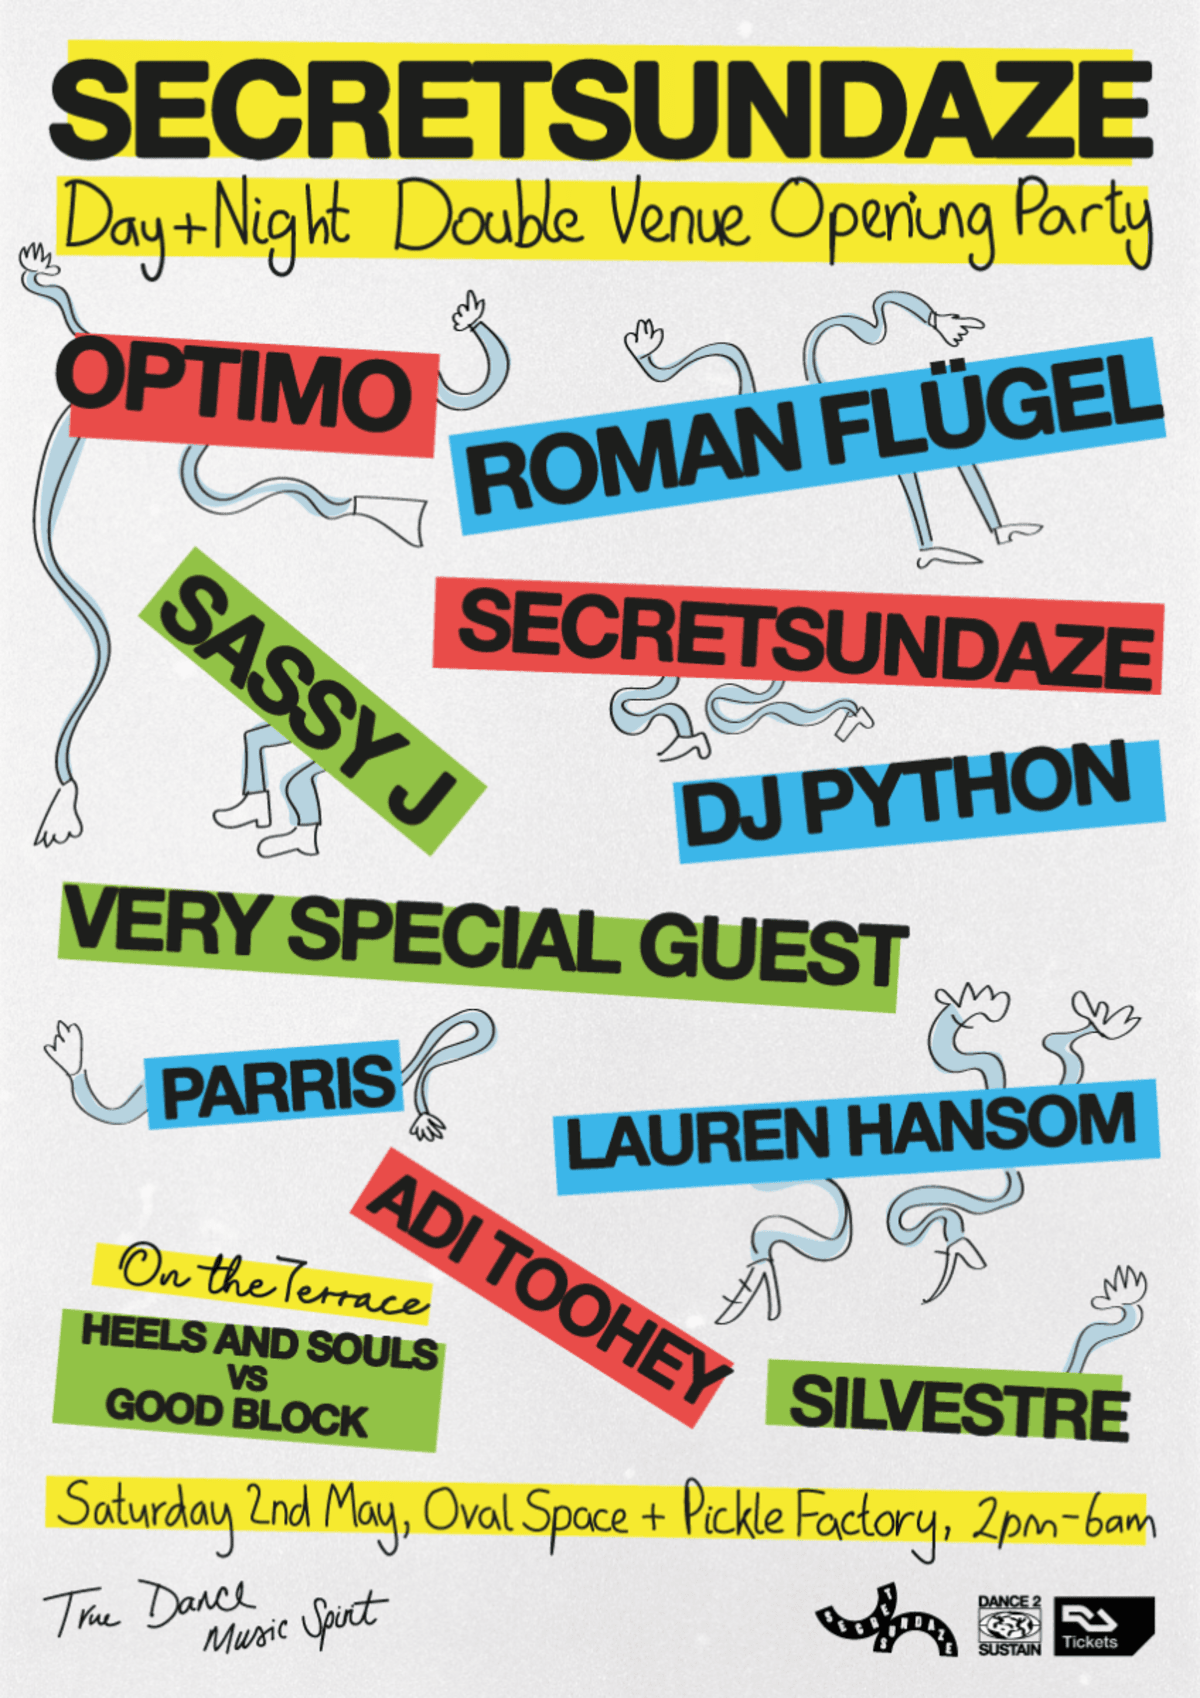 SECRETSUNDAZE
Day+Night Double Venue Opening Party
OPTIMO
ROMAN FLÜGEL
SASSY J
SECRETSUNDAZE
DJ PYTHON
VERY SPECIAL GUEST
PARRIS
LAUREN HANSOM
ADI TOOHEY
On the Terrace
HEELS AND SOULS
VS
GOOD BLOCK
SILVESTRE
Saturday 2nd May, Oval Space + Pickle Factory, 2pm-6am
True Dance
Music Spirit
SECRETSUNDAZE
DANCE 2
SUSTAIN
RA
Tickets